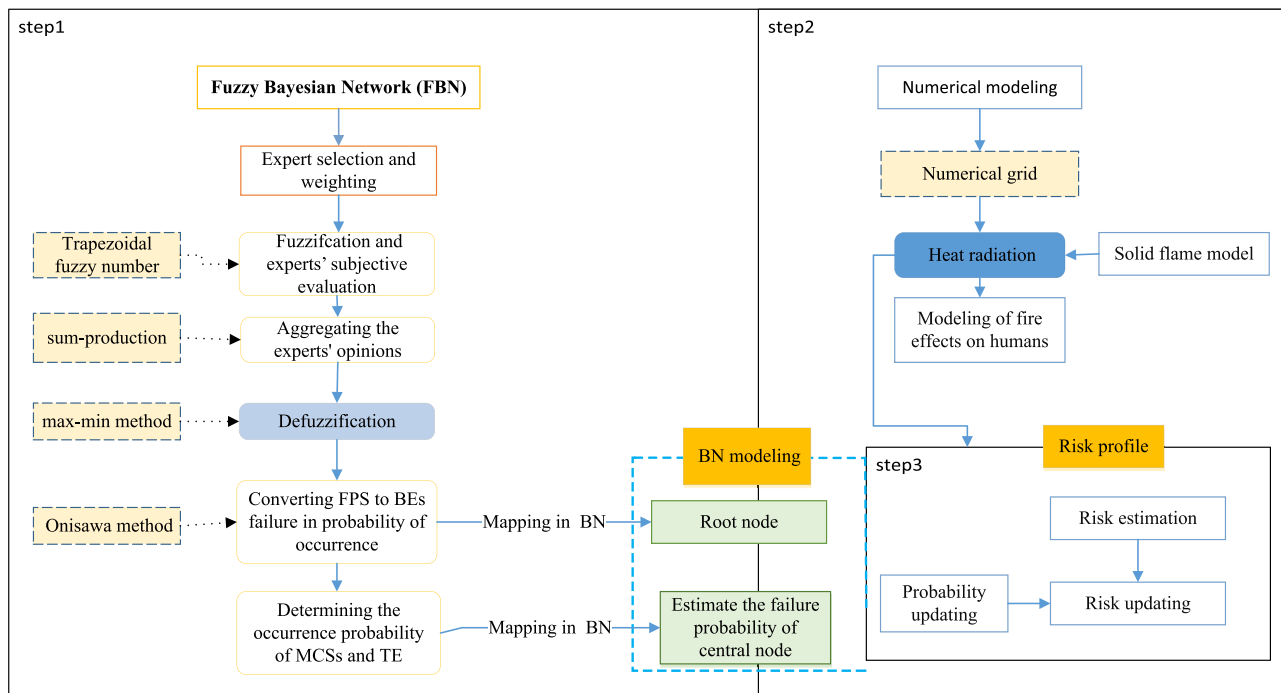 step1
Fuzzy Bayesian Network (FBN)
Expert selection and
weighting
Trapezoidal
fuzzy number
Fuzzifcation and
experts' subjective
evaluation
sum-production
Aggregating the
experts' opinions
max-min method
Defuzzification
Onisawa method
Converting FPS to BEs
failure in probability of
occurrence
Mapping in BN
Determining the
occurrence probability
of MCSs and TE
Mapping in BN
BN modeling
Root node
Estimate the failure
probability of
central node
step2
Numerical modeling
Numerical grid
Heat radiation
Solid flame model
Modeling of fire
effects on humans
Risk profile
step3
Risk estimation
Probability
updating
Risk updating